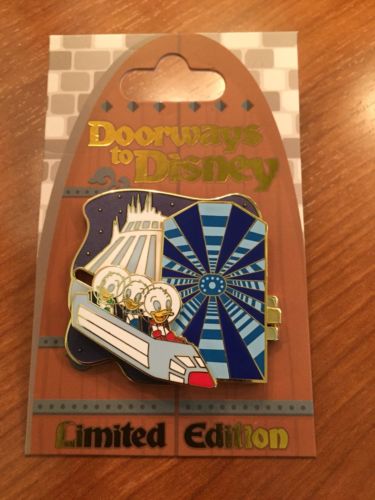 Doorways
to
Disney
Limited Edition